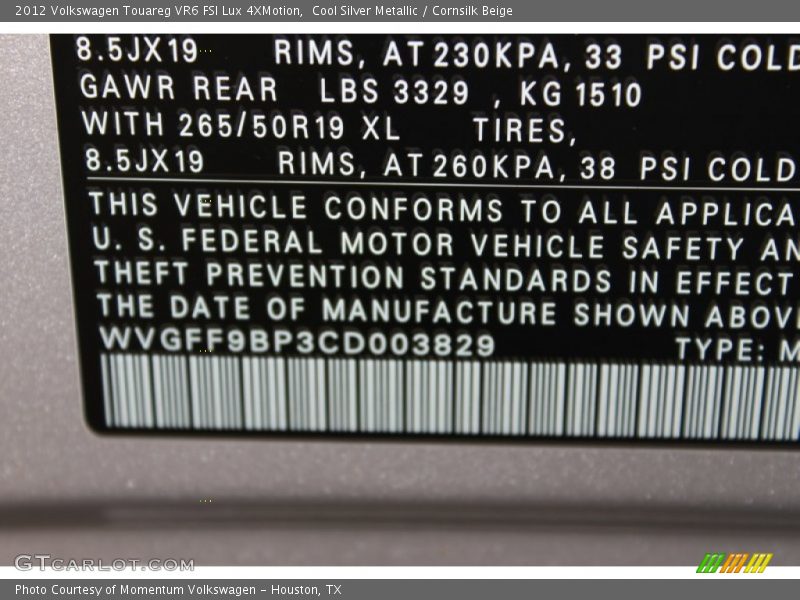 2012 Volkswagen Touareg VR6 FSI Lux 4XMotion,  Cool Silver Metallic / Cornsilk Beige
8.5JX19 RIMS, AT 230KPA, 33 PSI COLD
GAWR REAR LBS 3329 , KG 1510
WITH 265/50R19 XL TIRES,
8.5JX19 RIMS, AT 260KPA, 38 PSI COLD
THIS VEHICLE CONFORMS TO ALL APPLICA
U. S. FEDERAL MOTOR VEHICLE SAFETY AN
THEFT PREVENTION STANDARDS IN EFFECT
THE DATE OF MANUFACTURE SHOWN ABOV
WVGFF9BP3CD003829 TYPE: M
GTCARLOT.COM
Photo Courtesy of Momentum Volkswagen - Houston, TX